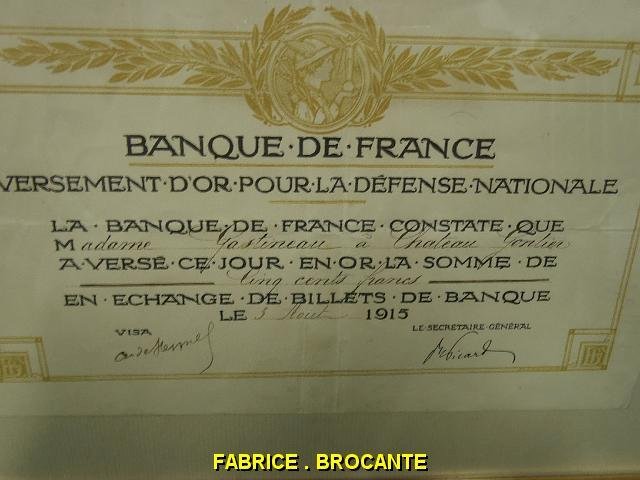 BANQUE·DE·FRANCE
VERSEMENT·D'OR·POUR·LA·DÉFENSE·NATIONALE
LA·BANQUE·DE·FRANCE·CONSTATE·QUE
Madame Gastineau à Chateau Gontier
A·VERSÉ·CE·JOUR·EN·OR·LA·SOMME·DE
Cinq cents francs
EN·ECHANGE·DE·BILLETS·DE·BANQUE
LE 3 Aout 1915
VISA
LE·SECRETAIRE·GÉNÉRAL
FABRICE . BROCANTE